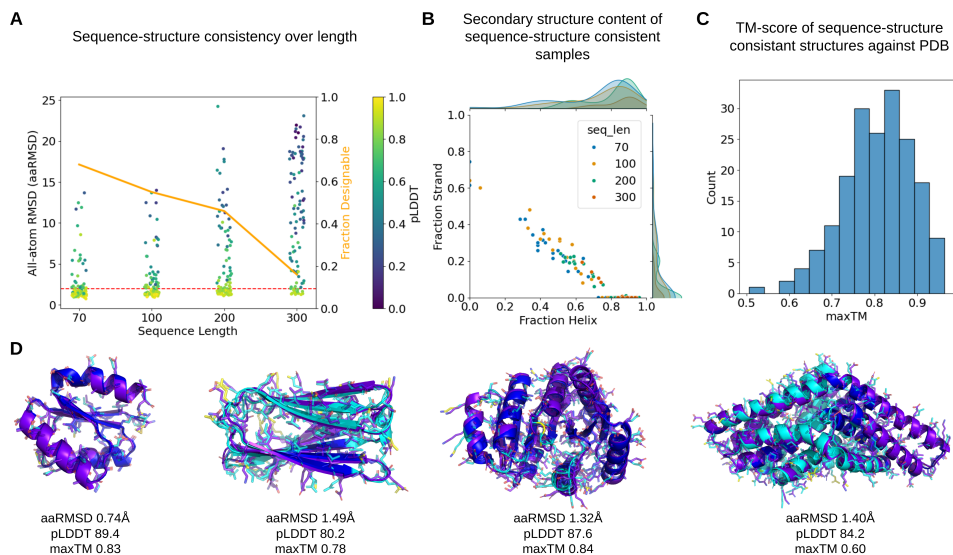 A
Sequence-structure consistency over length
25
20
15
10
5
0
All-atom RMSD (aaRMSD)
70
100
200
300
Sequence Length
1.0
0.8
0.6
0.4
0.2
0.0
Fraction Designable
1.0
0.8
0.6
0.4
0.2
0.0
pLDDT
B
Secondary structure content of
sequence-structure consistent
samples
1.0
0.8
0.6
0.4
0.2
0.0
Fraction Strand
seq_len
70
100
200
300
0.0
0.2
0.4
0.6
0.8
1.0
Fraction Helix
C
TM-score of sequence-structure
consistant structures against PDB
30
25
20
15
10
5
0
Count
0.5
0.6
0.7
0.8
0.9
maxTM
D
aaRMSD 0.74Å
pLDDT 89.4
maxTM 0.83
aaRMSD 1.49Å
pLDDT 80.2
maxTM 0.78
aaRMSD 1.32Å
pLDDT 87.6
maxTM 0.84
aaRMSD 1.40Å
pLDDT 84.2
maxTM 0.60